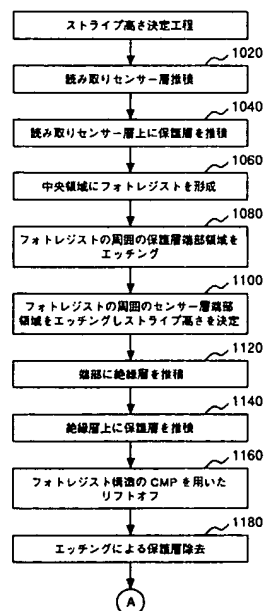 ストライプ高さ決定工程
1020
読み取りセンサー層推積
1040
読み取りセンサー層上に保護層を推積
1060
中央領域にフォトレジストを形成
1080
フォトレジストの周囲の保護層端部領域を
エッチング
1100
フォトレジストの周囲のセンサー層端部
領域をエッチングしストライプ高さを決定
1120
端部に絶縁層を推積
1140
絶縁層上に保護層を推積
1160
フォトレジスト構造の CMP を用いた
リフトオフ
1180
エッチングによる保護層除去
A